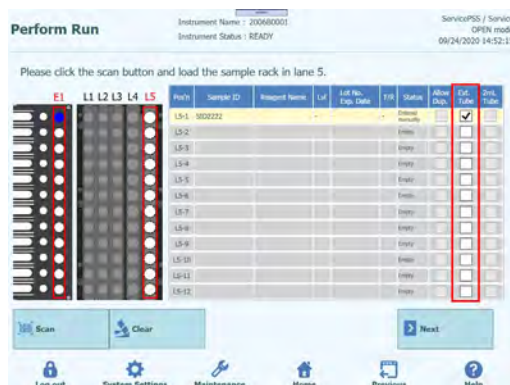 Perform Run
Instrument Name : 200680001
Instrument Status : READY
ServicePSS / Servic
OPEN mod
09/24/2020 14:52:1
Please click the scan button and load the sample rack in lane 5.
E1 L1 L2 L3 L4 L5
Pos'n Sample ID Reagent Name Lvl Lot No. Exp. Date T/R Status Allow Dup. Ext. Tube 2mL Tube
L5-1 SID2222 - - Entered manually
L5-2 Empty
L5-3 Empty
L5-4 Empty
L5-5 Empty
L5-6 Empty
L5-7 Empty
L5-8 Empty
L5-9 Empty
L5-10 Empty
L5-11 Empty
L5-12 Empty
Scan
Clear
Next
Log out
System Settings
Maintenance
Home
Previous
Help